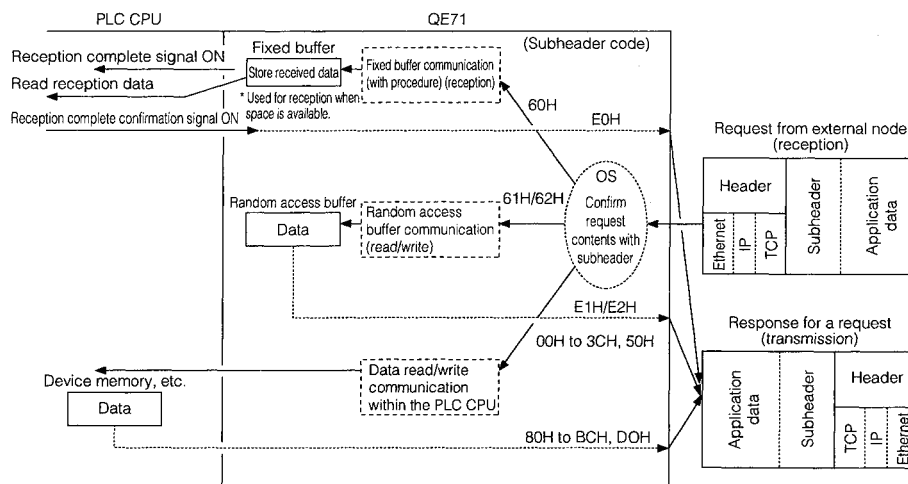 PLC CPU
QE71
(Subheader code)
Fixed buffer
Reception complete signal ON
Store received data
Fixed buffer communication
(with procedure) (reception)
Read reception data
* Used for reception when
space is available.
60H
Reception complete confirmation signal ON
E0H
Request from external node
(reception)
Header
Ethernet
IP
TCP
Subheader
Application
data
OS
Confirm
request
contents with
subheader
61H/62H
Random access buffer
Data
Random access
buffer communication
(read/write)
E1H/E2H
00H to 3CH, 50H
Response for a request
(transmission)
Application
data
Subheader
Header
TCP
IP
Ethernet
Device memory, etc.
Data
Data read/write
communication
within the PLC CPU
80H to BCH, DOH